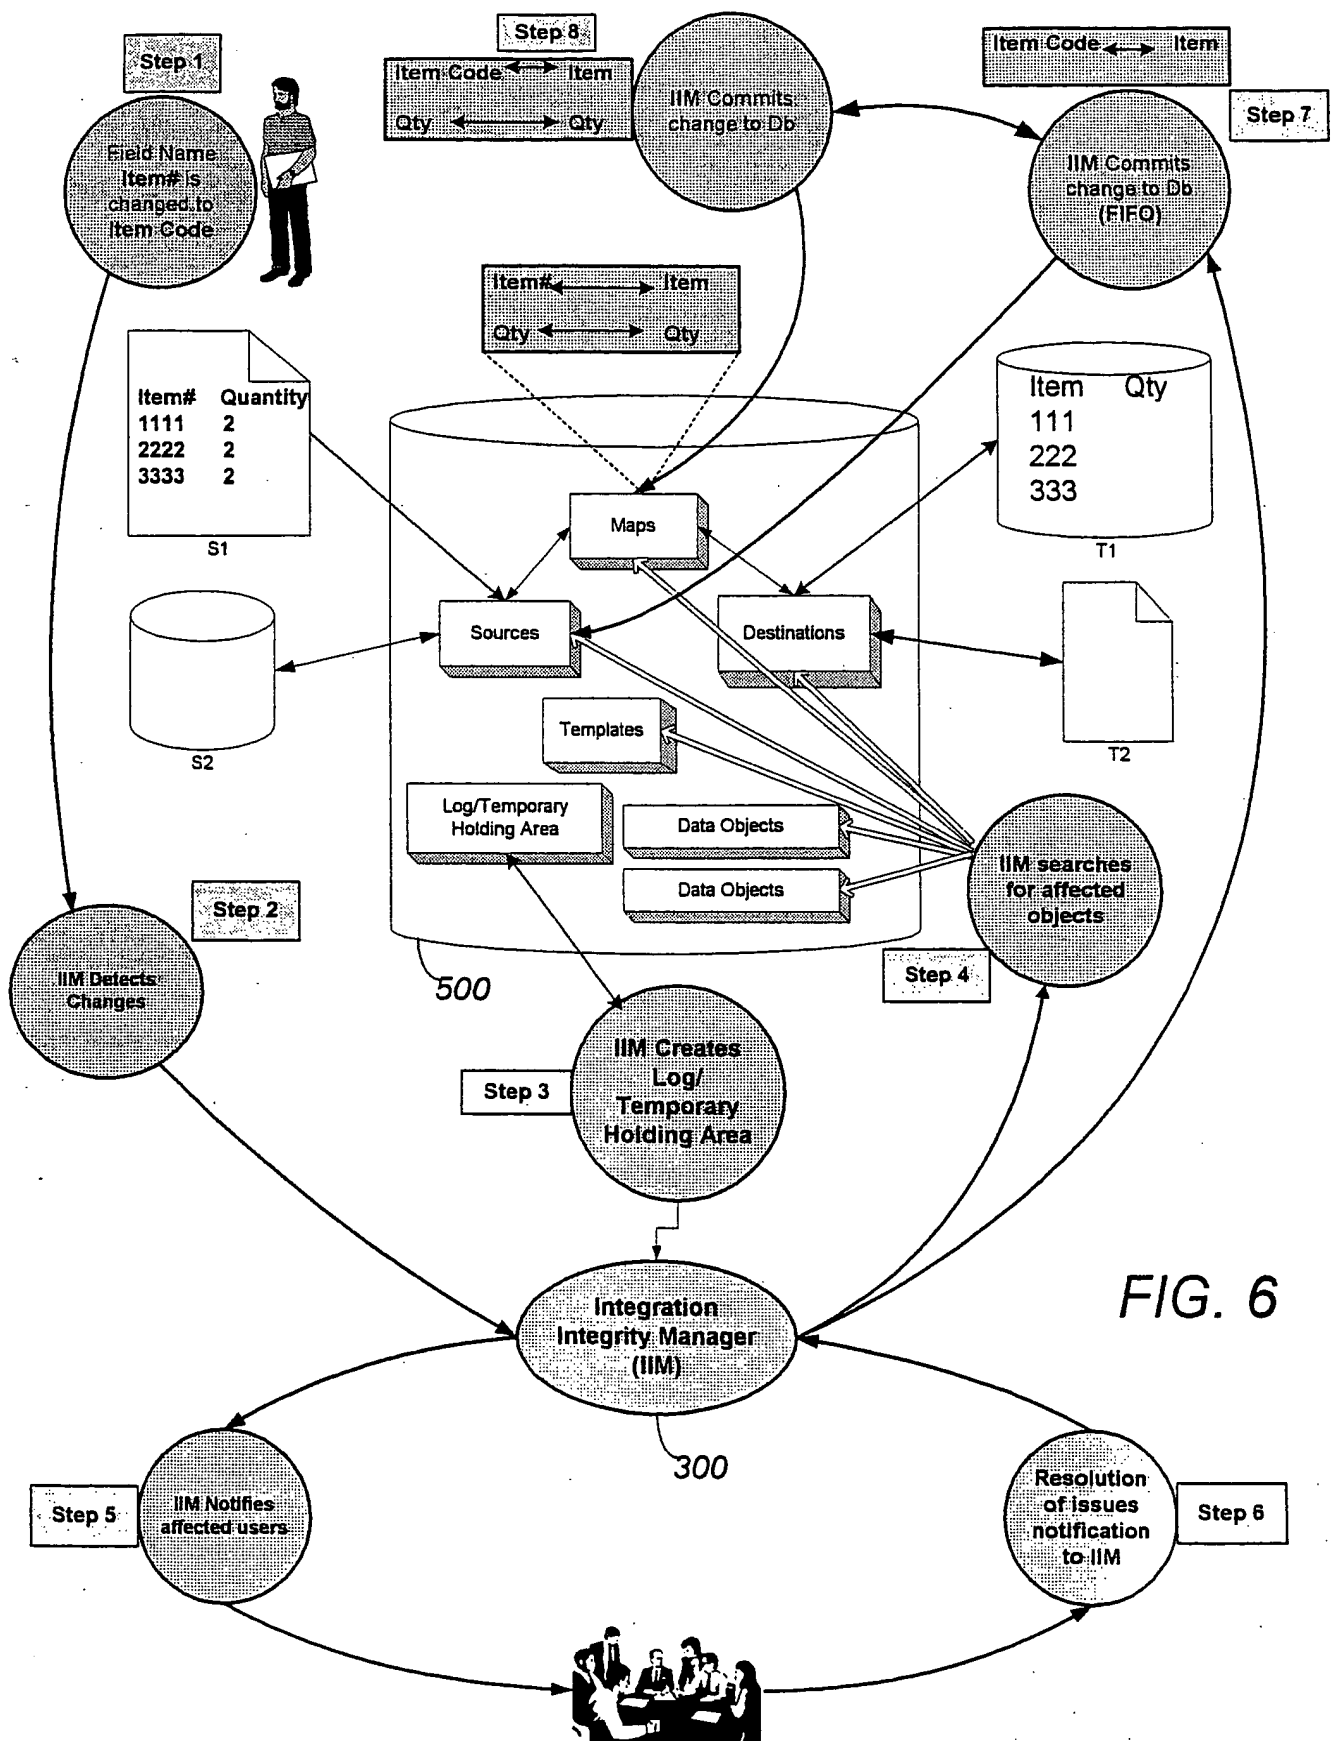 Step 1
Field Name
Item# is
changed to
Item Code
Step 8
Item Code Item
Qty Qty
IIM Commits
change to Db
Item Code Item
Step 7
IIM Commits
change to Db
(FIFO)
Item# Item
Qty Qty
Item# Quantity
1111 2
2222 2
3333 2
S1
Item Qty
111
222
333
T1
Maps
Sources
Destinations
S2
T2
Templates
Log/Temporary
Holding Area
Data Objects
Data Objects
IIM searches
for affected
objects
Step 4
Step 2
IIM Detects
Changes
500
Step 3
IIM Creates
Log/
Temporary
Holding Area
Integration
Integrity Manager
(IIM)
300
FIG. 6
Step 5
IIM Notifies
affected users
Resolution
of issues
notification
to IIM
Step 6